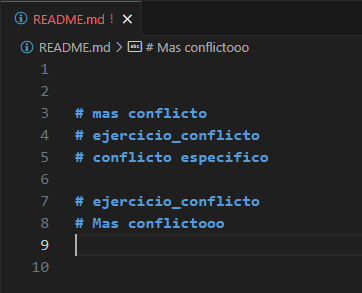 README.md !
README.md > # Mas conflictooo
1
2
3 # mas conflicto
4 # ejercicio_conflicto
5 # conflicto especifico
6
7 # ejercicio_conflicto
8 # Mas conflictooo
9
10